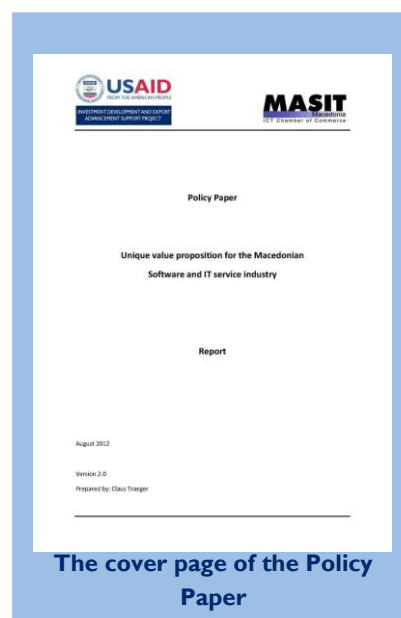 USAID
FROM THE AMERICAN PEOPLE
INVESTMENT DEVELOPMENT AND EXPORT
ADVANCEMENT SUPPORT PROJECT
MASIT
Macedonia
ICT Chamber of Commerce
Policy Paper
Unique value proposition for the Macedonian
Software and IT service industry
Report
August 2012
Version 2.0
Prepared by: Claus Traeger
The cover page of the Policy
Paper